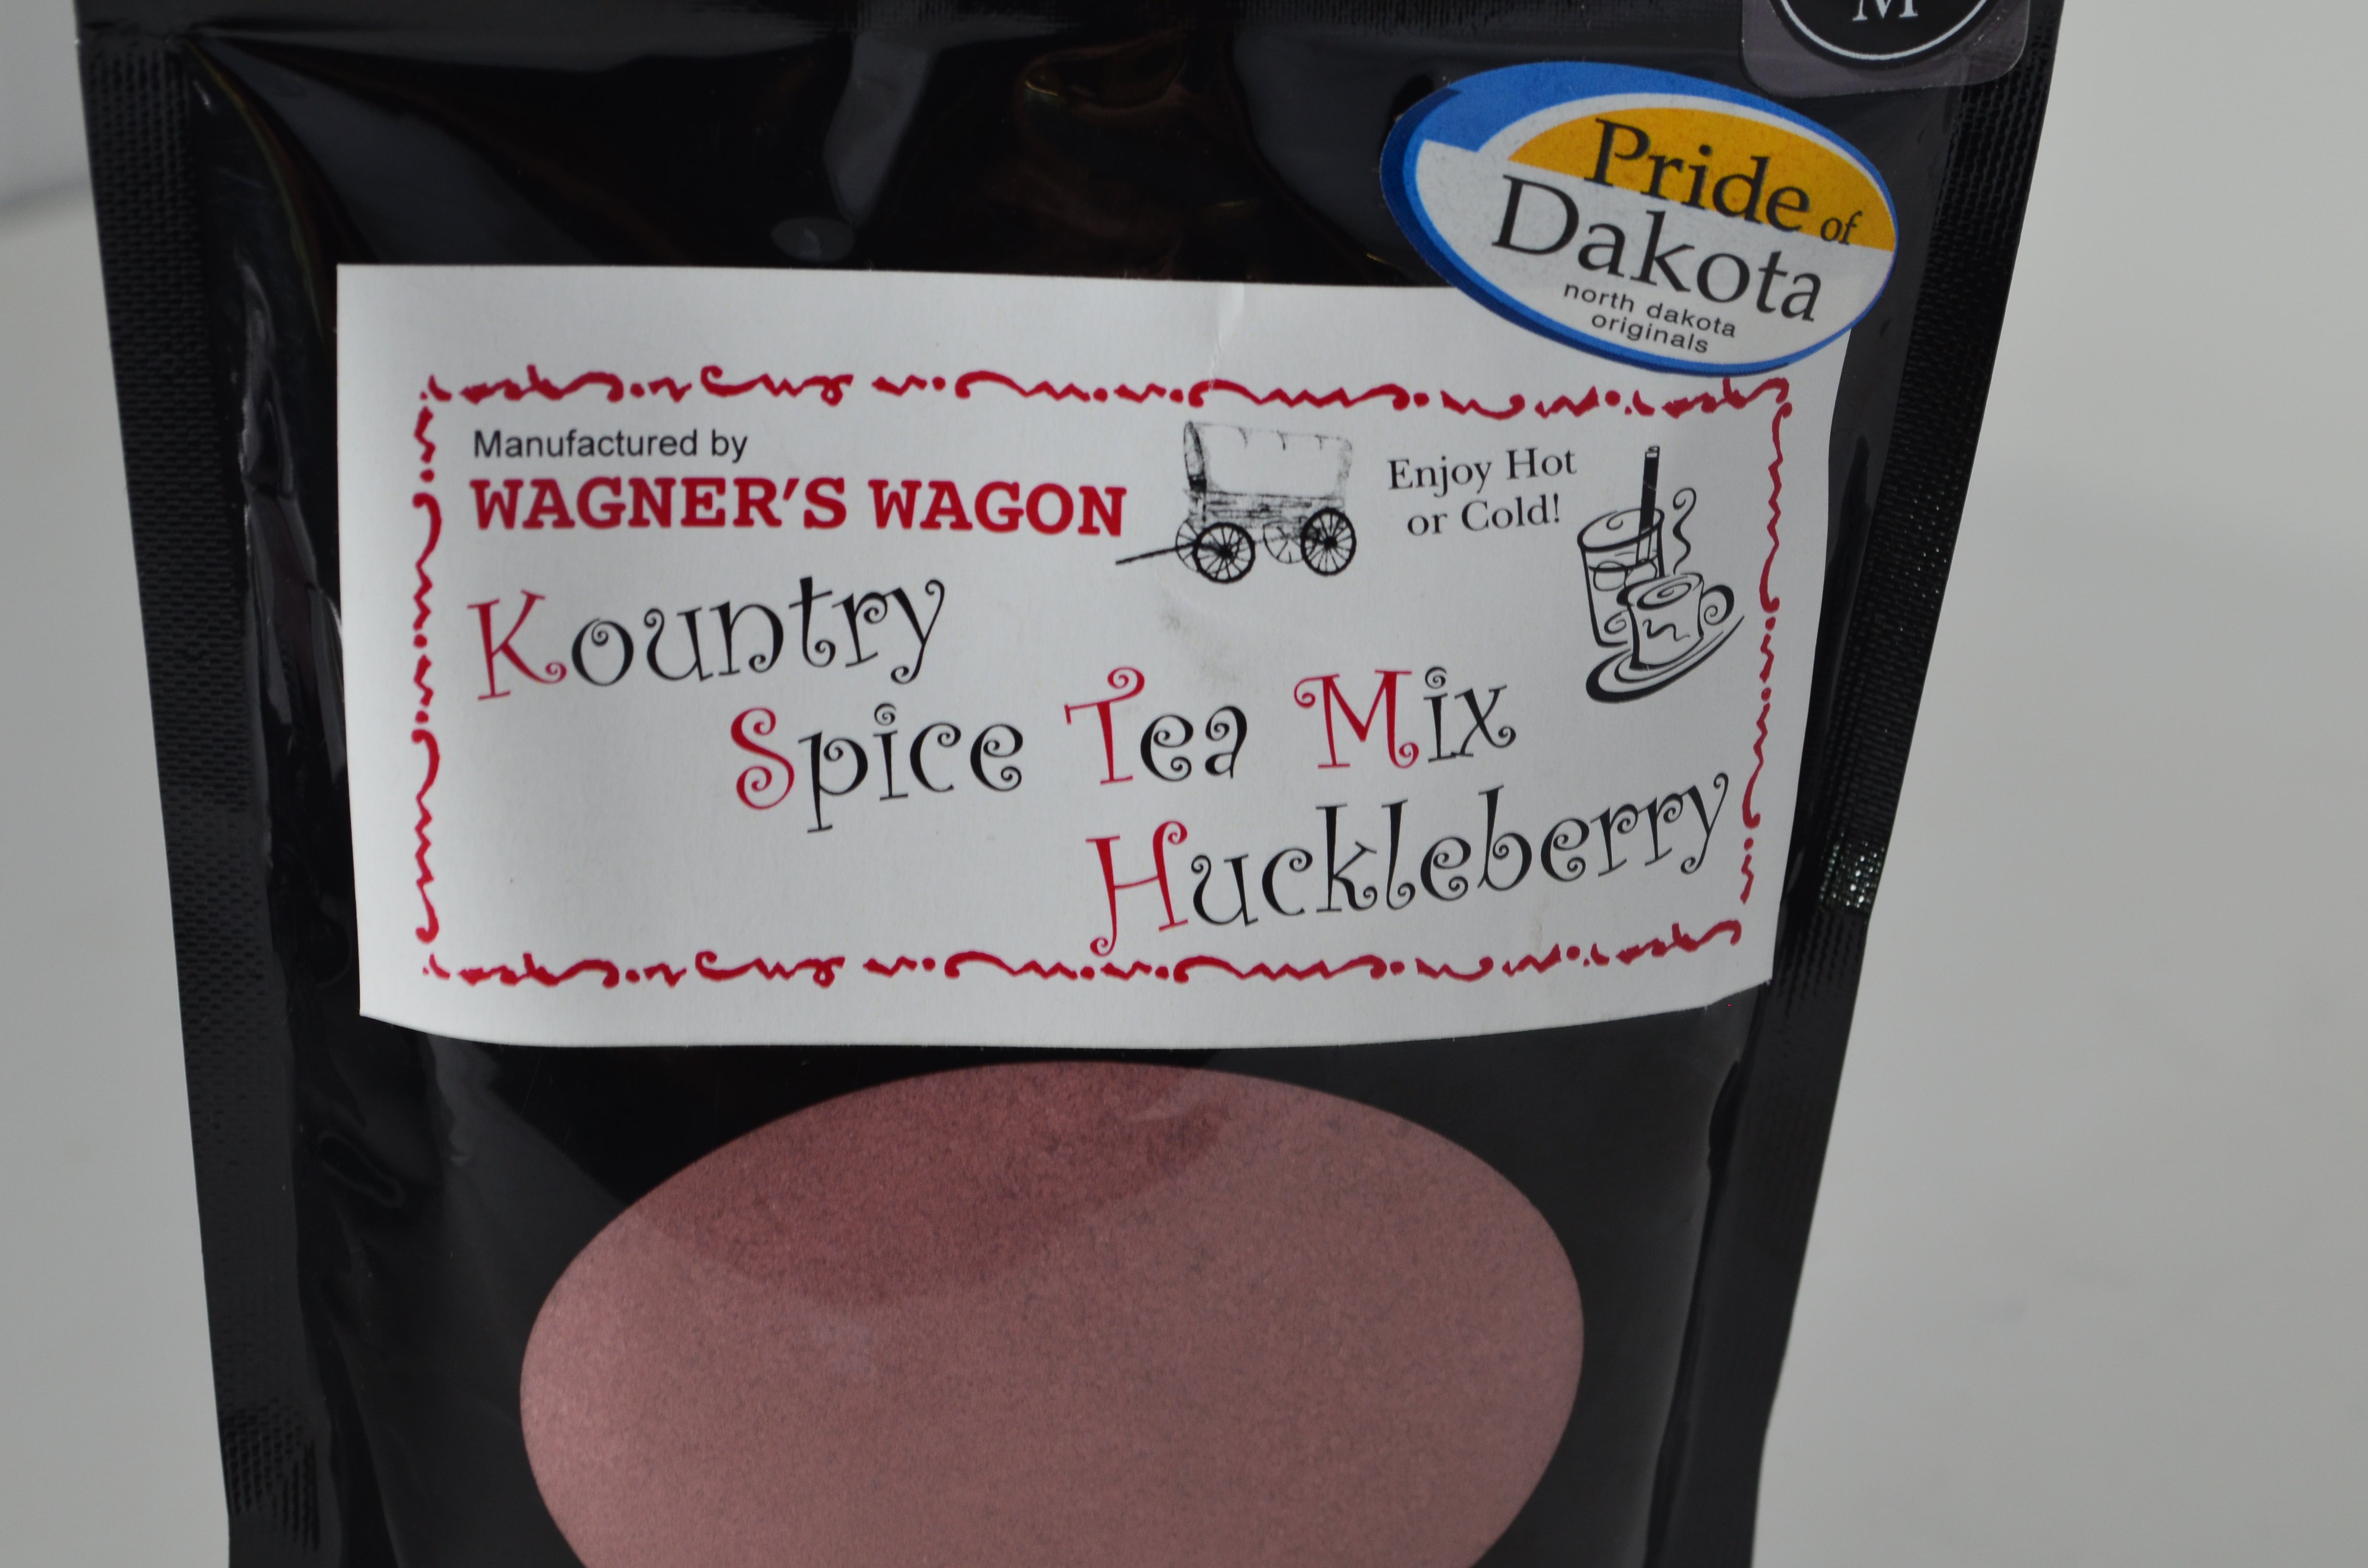 M
Pride of
Dakota
north dakota
originals
Manufactured by
WAGNER'S WAGON
Enjoy Hot
or Cold!
Kountry
Spice Tea Mix
Huckleberry